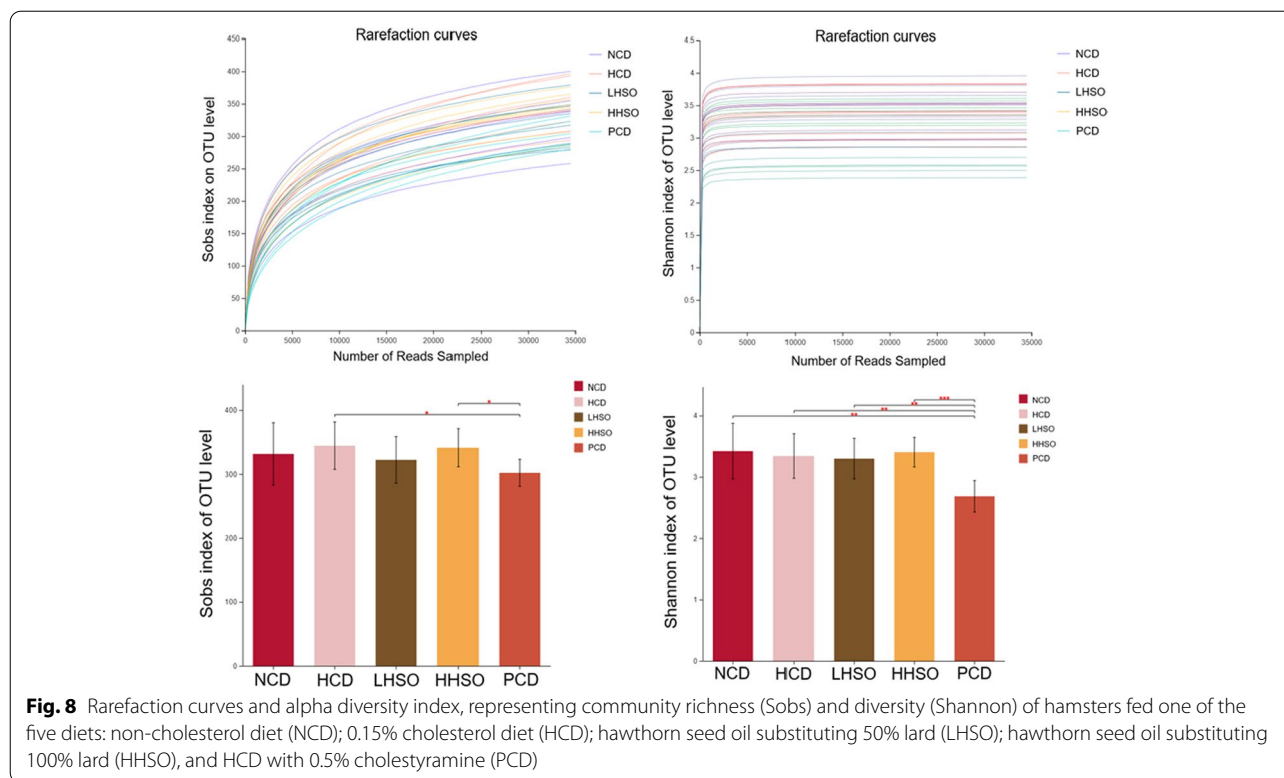 Rarefaction curves
Sobs index on OTU level
450
400
350
300
250
200
150
100
50
0
0 5000 10000 15000 20000 25000 30000 35000
Number of Reads Sampled
NCD
HCD
LHSO
HHSO
PCD
Rarefaction curves
Shannon index of OTU level
4.5
4
3.5
3
2.5
2
1.5
1
0.5
0
0 5000 10000 15000 20000 25000 30000 35000
Number of Reads Sampled
NCD
HCD
LHSO
HHSO
PCD
Sobs index of OTU level
400
300
200
100
0
*
*
NCD HCD LHSO HHSO PCD
NCD
HCD
LHSO
HHSO
PCD
Shannon index of OTU level
4
3
2
1
0
***
**
**
**
NCD HCD LHSO HHSO PCD
NCD
HCD
LHSO
HHSO
PCD
Fig. 8 Rarefaction curves and alpha diversity index, representing community richness (Sobs) and diversity (Shannon) of hamsters fed one of the
five diets: non-cholesterol diet (NCD); 0.15% cholesterol diet (HCD); hawthorn seed oil substituting 50% lard (LHSO); hawthorn seed oil substituting
100% lard (HHSO), and HCD with 0.5% cholestyramine (PCD)